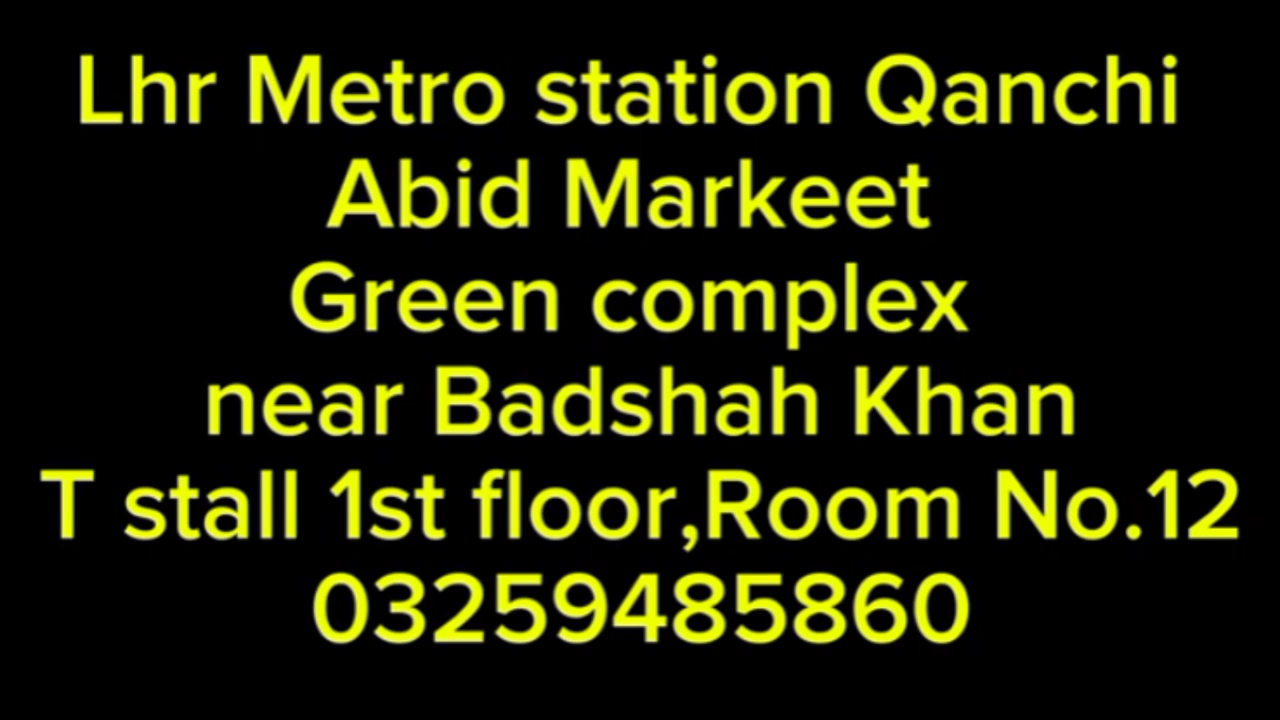 Lhr Metro station Qanchi
Abid Markeet
Green complex
near Badshah Khan
T stall 1st floor,Room No.12
03259485860